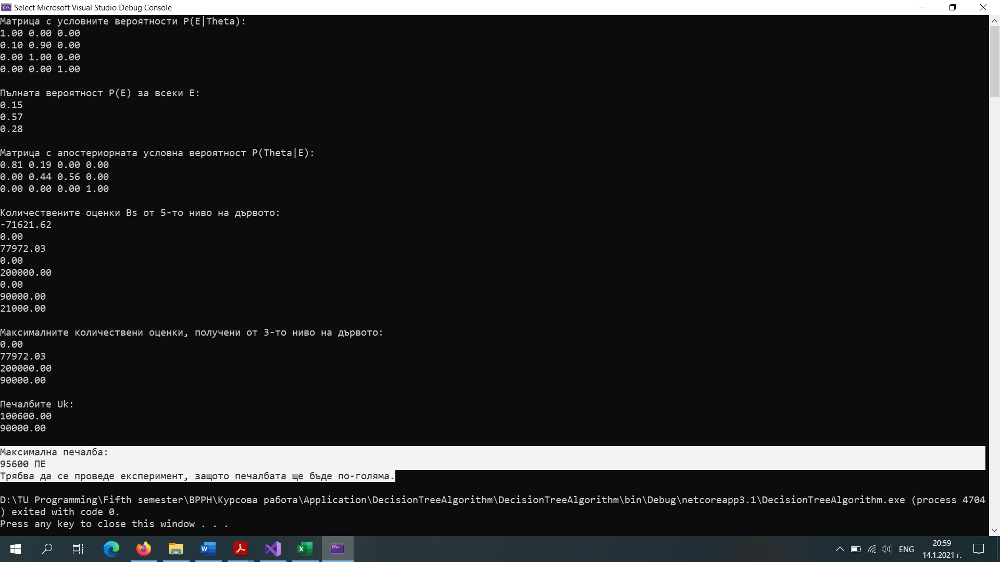 Select Microsoft Visual Studio Debug Console
Матрица с условните вероятности P(E|Theta):
1.00 0.00 0.00
0.10 0.90 0.00
0.00 1.00 0.00
0.00 0.00 1.00
Пълната вероятност P(E) за всеки E:
0.15
0.57
0.28
Матрица с апостериорната условна вероятност P(Theta|E):
0.81 0.19 0.00 0.00
0.00 0.44 0.56 0.00
0.00 0.00 0.00 1.00
Количествените оценки Bs от 5-то ниво на дървото:
-71621.62
0.00
77972.03
0.00
200000.00
0.00
90000.00
21000.00
Максималните количествени оценки, получени от 3-то ниво на дървото:
0.00
77972.03
200000.00
90000.00
Печалбите Uk:
100600.00
90000.00
Максимална печалба:
95600 ПЕ
Трябва да се проведе експеримент, защото печалбата ще бъде по-голяма.
D:\TU Programming\Fifth semester\ВРРН\Курсова работа\Application\DecisionTreeAlgorithm\DecisionTreeAlgorithm\bin\Debug\netcoreapp3.1\DecisionTreeAlgorithm.exe (process 4704
) exited with code 0.
Press any key to close this window . . .
ENG
20:59
14.1.2021 г.